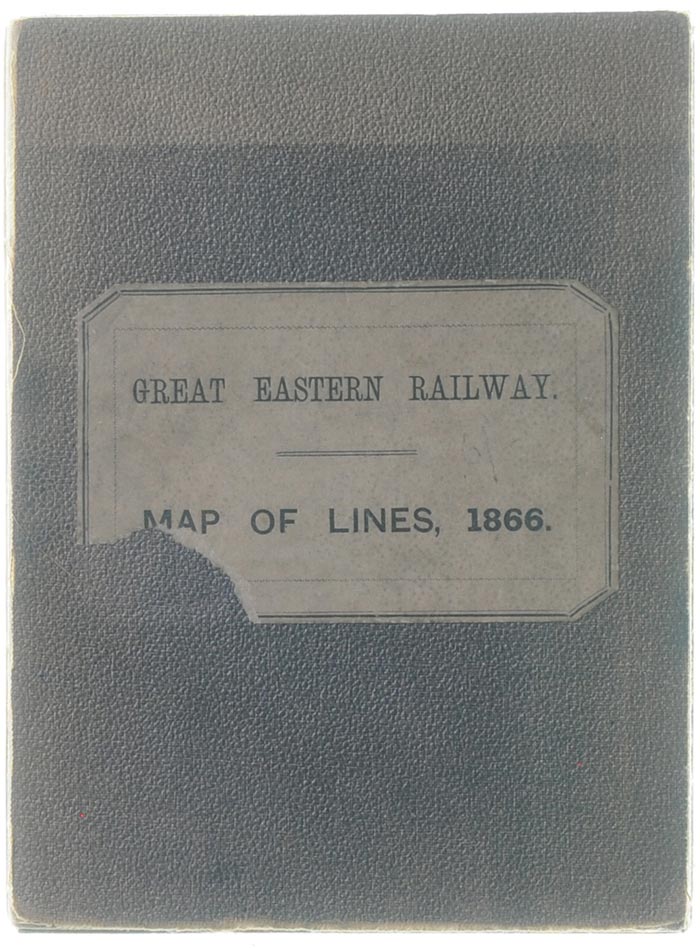 GREAT EASTERN RAILWAY.
MAP OF LINES, 1866.